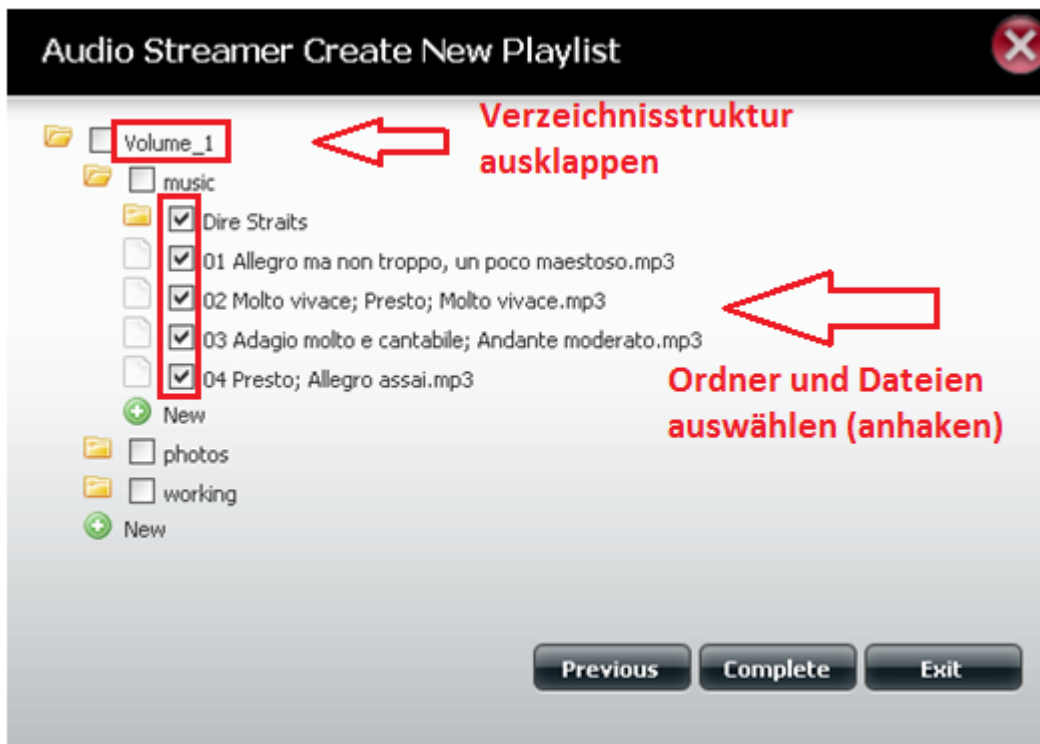 Audio Streamer Create New Playlist
Verzeichnisstruktur
ausklappen
Volume_1
music
Dire Straits
01 Allegro ma non troppo, un poco maestoso.mp3
02 Molto vivace; Presto; Molto vivace.mp3
03 Adagio molto e cantabile; Andante moderato.mp3
04 Presto; Allegro assai.mp3
Ordner und Dateien
auswählen (anhaken)
New
photos
working
New
Previous
Complete
Exit